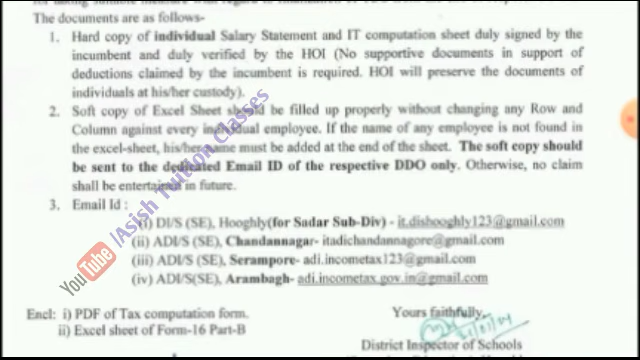 The documents are as follows-
1. Hard copy of individual Salary Statement and IT computation sheet duly signed by the
incumbent and duly verified by the HOI (No supportive documents in support of
deductions claimed by the incumbent is required. HOI will preserve the documents of
individuals at his/her custody).
2. Soft copy of Excel Sheet should be filled up properly without changing any Row and
Column against every individual employee. If the name of any employee is not found in
the excel-sheet, his/her name must be added at the end of the sheet. The soft copy should
be sent to the dedicated Email ID of the respective DDO only. Otherwise, no claim
shall be entertained in future.
3. Email Id :
(i) DI/S (SE), Hooghly(for Sadar Sub-Div) - it.dishooghly123@gmail.com
(ii) ADI/S (SE), Chandannagar- itadichandannagore@gmail.com
(iii) ADI/S (SE), Serampore- adi.incometax123@gmail.com
(iv) ADI/S(SE), Arambagh- adi.incometax.gov.in@gmail.com
YouTube /Asish Tuition Classes
Encl: i) PDF of Tax computation form.
ii) Excel sheet of Form-16 Part-B
Yours faithfully,
District Inspector of Schools